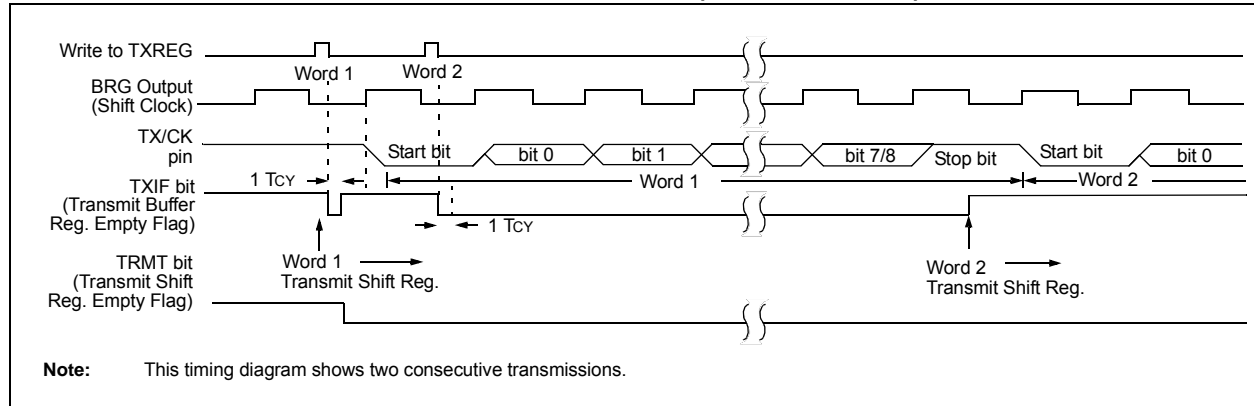 Write to TXREG
Word 1
Word 2
BRG Output
(Shift Clock)
TX/CK
pin
Start bit
bit 0
bit 1
bit 7/8
Stop bit
Start bit
bit 0
1 TCY
Word 1
Word 2
TXIF bit
(Transmit Buffer
Reg. Empty Flag)
1 TCY
Word 1
Transmit Shift Reg.
Word 2
Transmit Shift Reg.
TRMT bit
(Transmit Shift
Reg. Empty Flag)
Note: This timing diagram shows two consecutive transmissions.